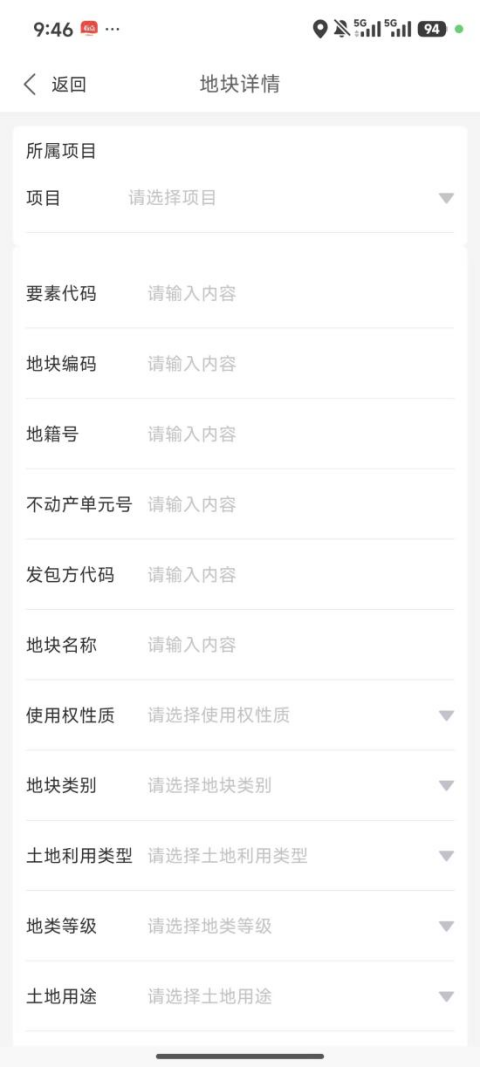 9:46 ...
5G 5G 94
返回 地块详情
所属项目
项目 请选择项目
要素代码 请输入内容
地块编码 请输入内容
地籍号 请输入内容
不动产单元号 请输入内容
发包方代码 请输入内容
地块名称 请输入内容
使用权性质 请选择使用权性质
地块类别 请选择地块类别
土地利用类型 请选择土地利用类型
地类等级 请选择地类等级
土地用途 请选择土地用途